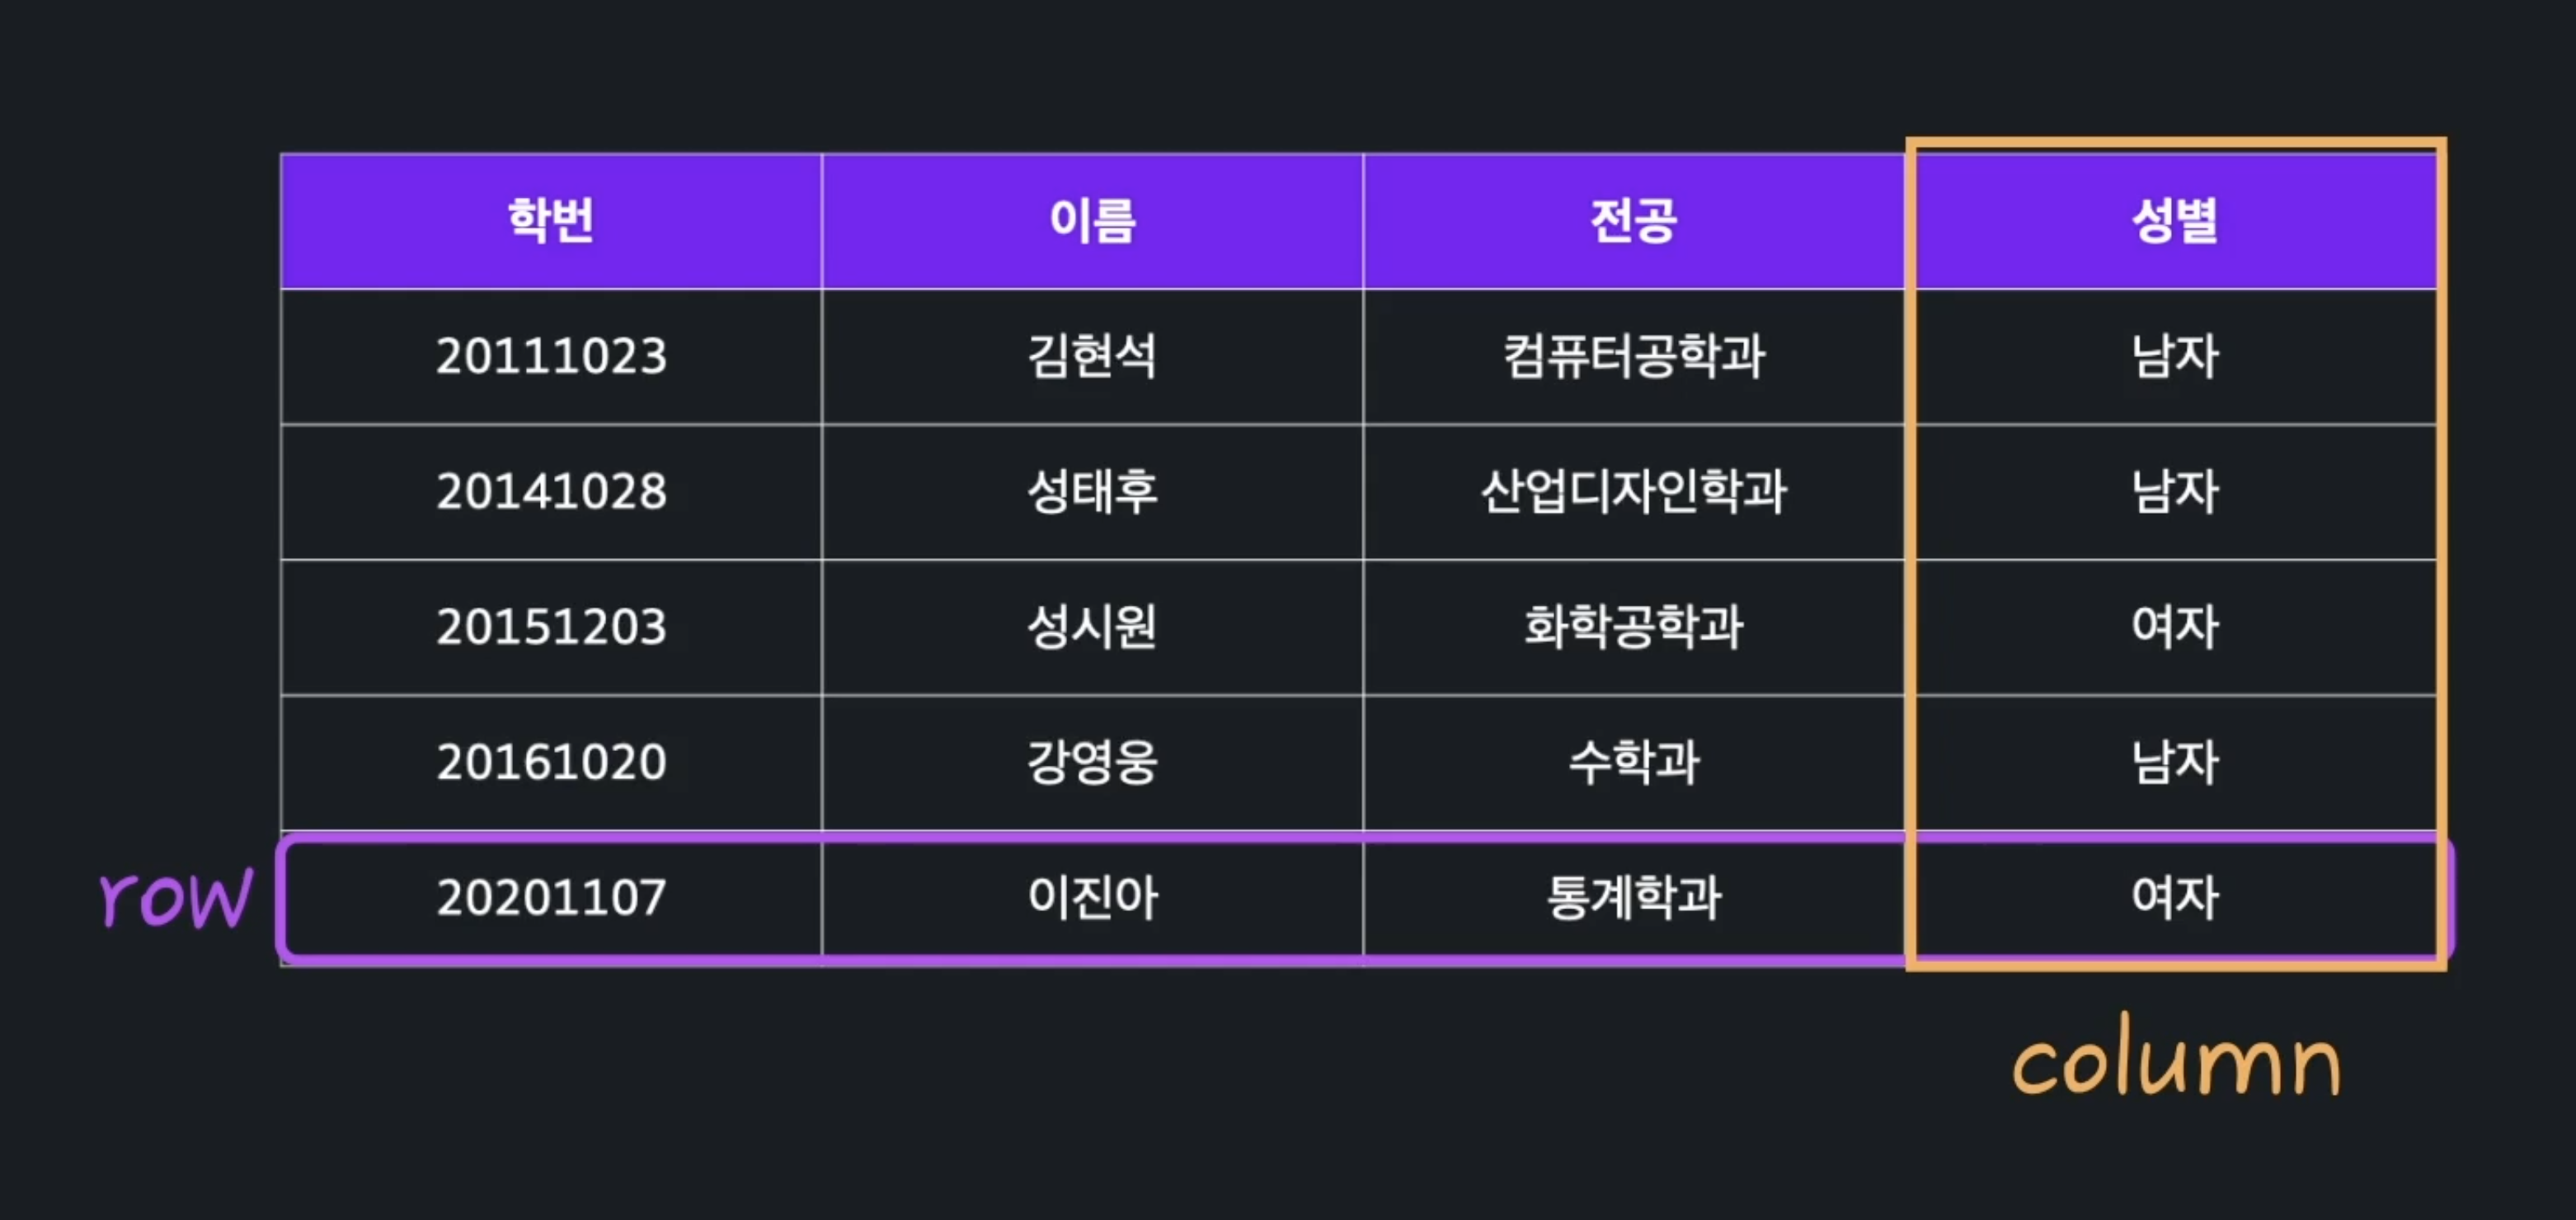 학번 이름 전공 성별
20111023 김현석 컴퓨터공학과 남자
20141028 성태후 산업디자인학과 남자
20151203 성시원 화학공학과 여자
20161020 강영웅 수학과 남자
row 20201107 이진아 통계학과 여자
column